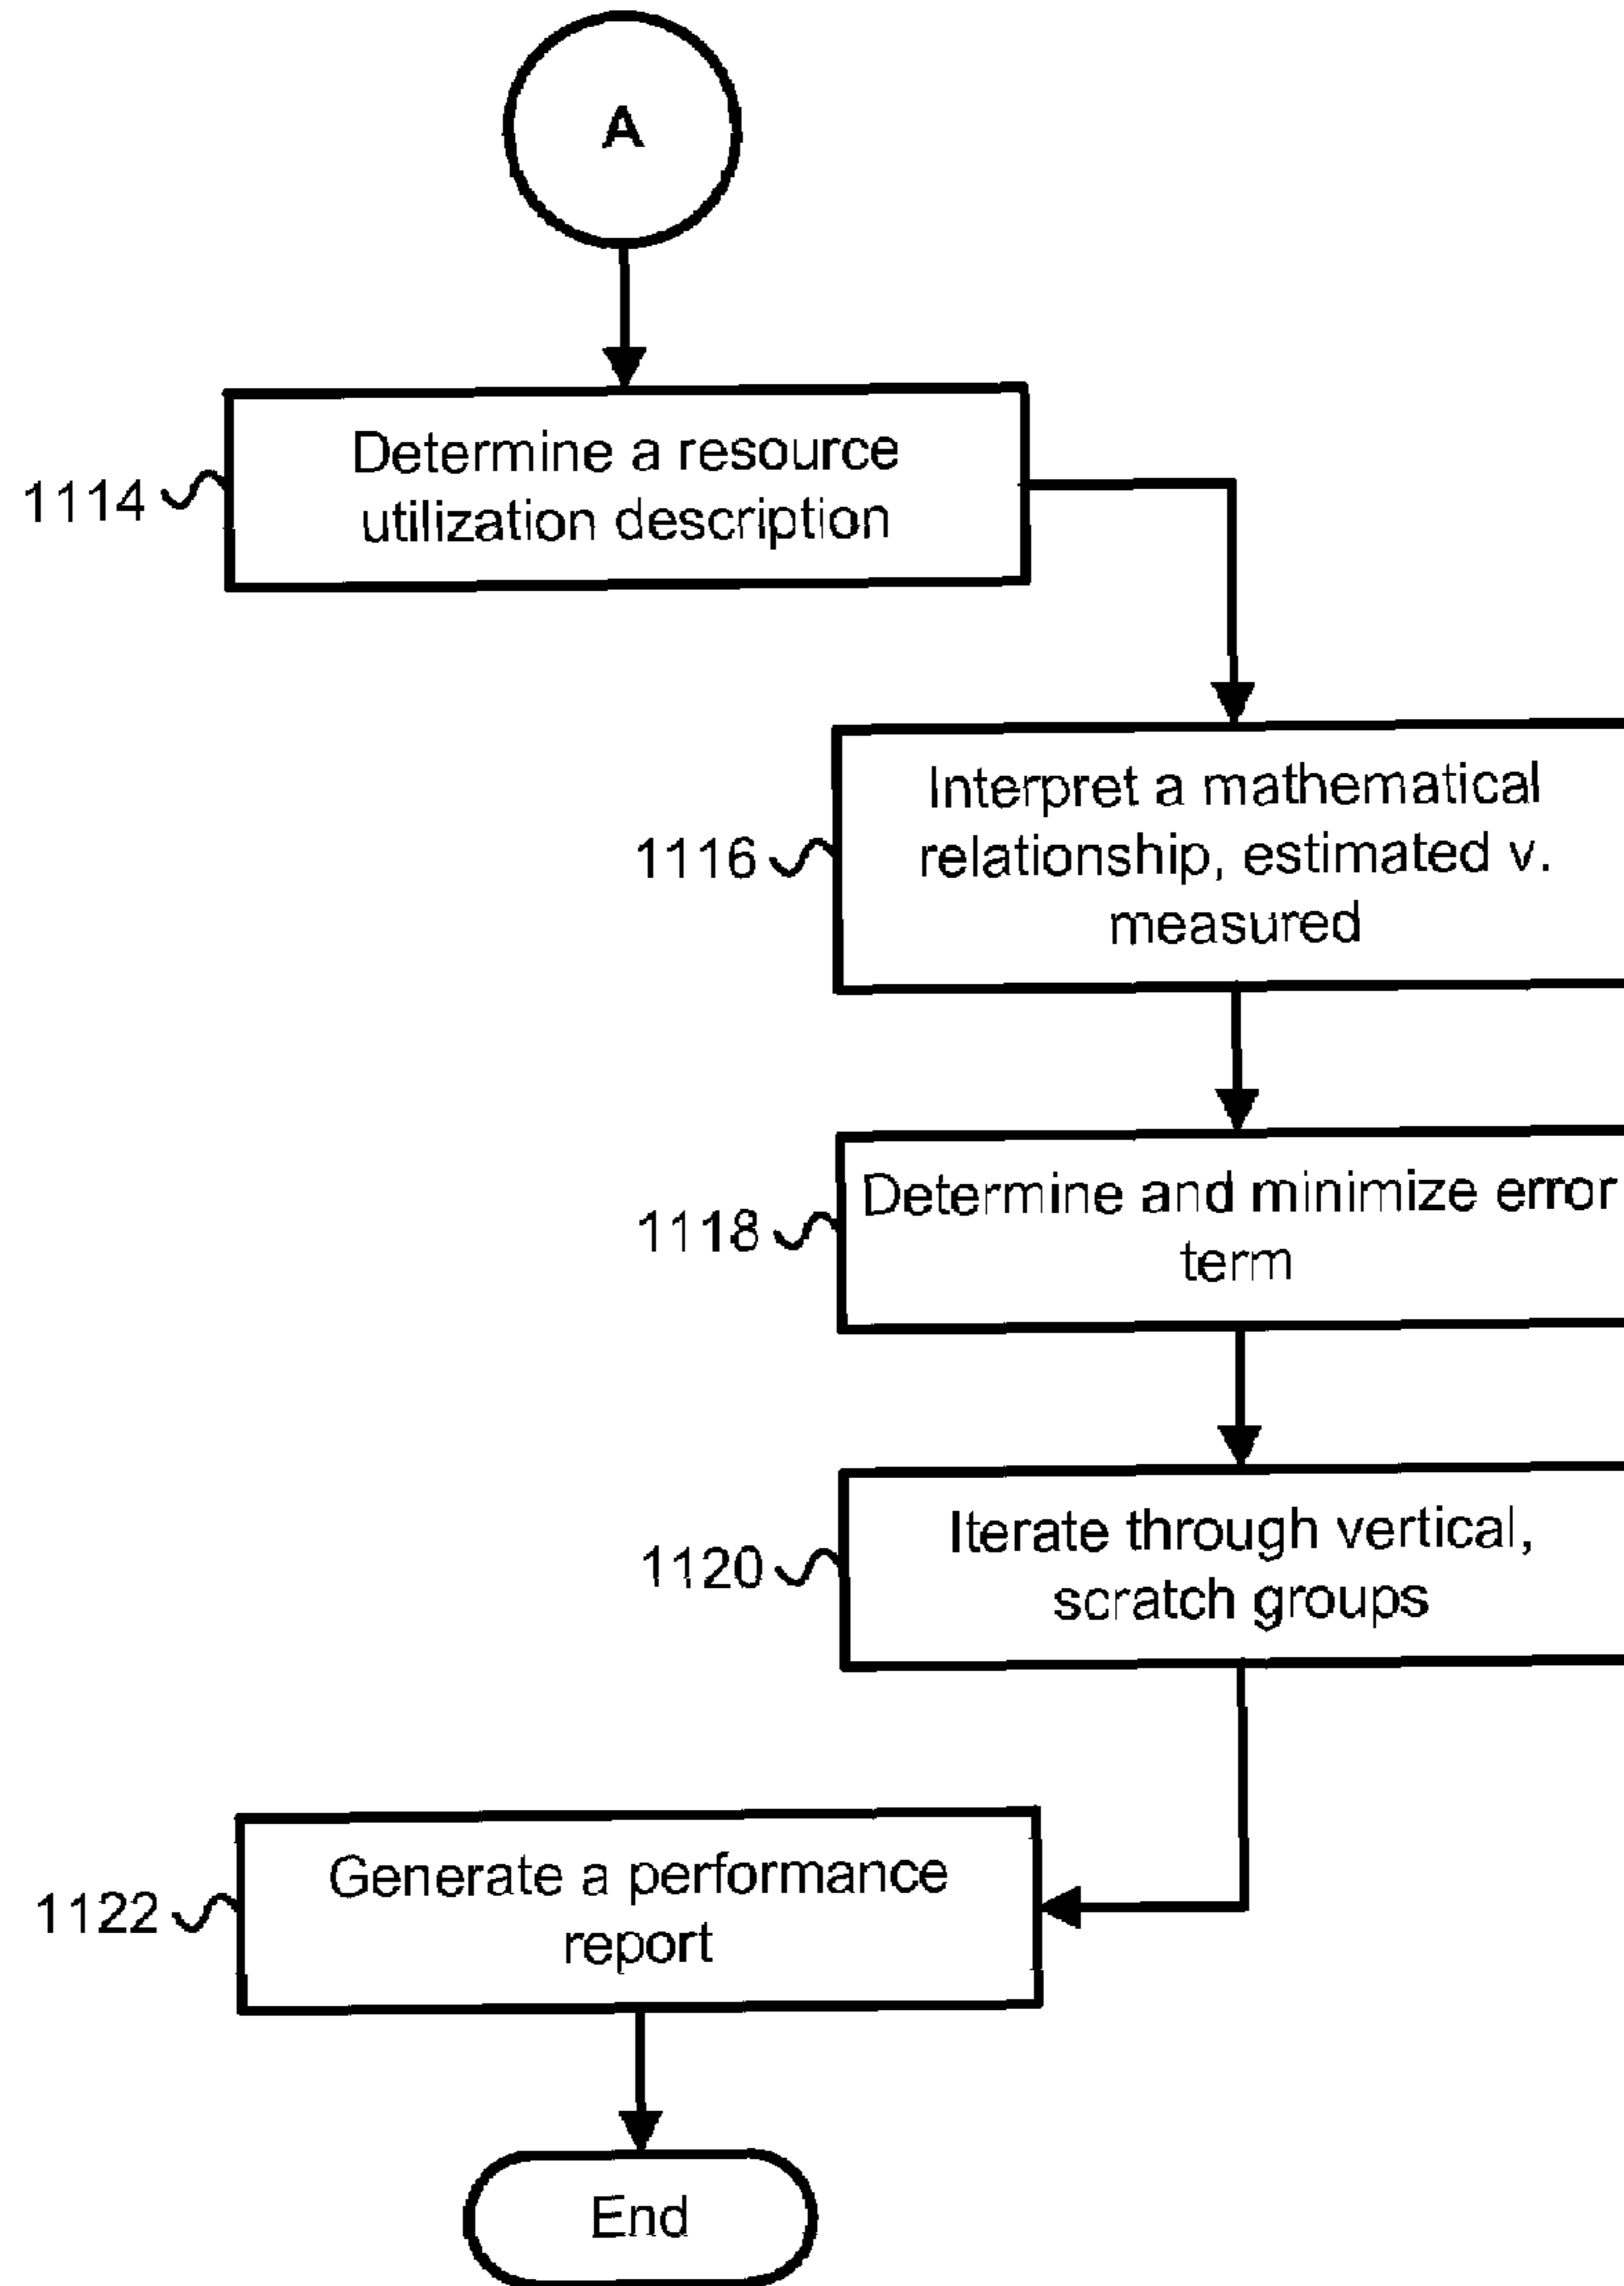 A
Determine a resource
utilization description
1114
Interpret a mathematical
relationship, estimated v.
measured
1116
Determine and minimize error
term
1118
Iterate through vertical,
scratch groups
1120
Generate a performance
report
1122
End